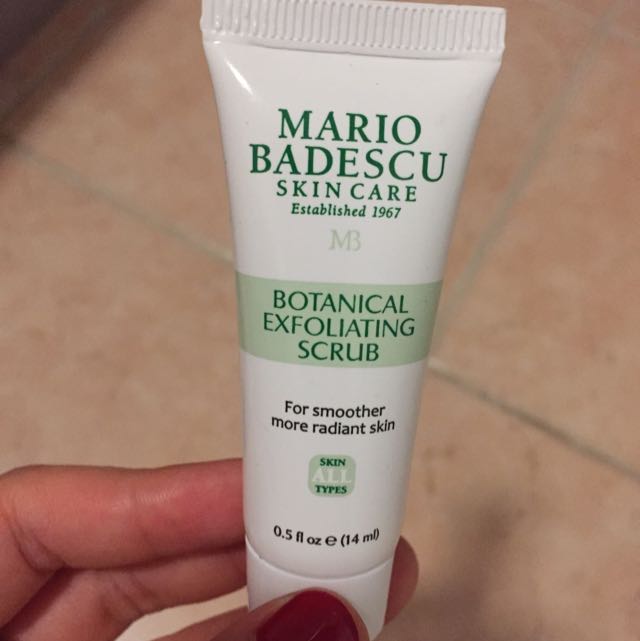 MARIO
BADESCU
SKIN CARE
Established 1967
MB
BOTANICAL
EXFOLIATING
SCRUB
For smoother
more radiant skin
SKIN
ALL
TYPES
0.5 fl oz e (14 ml)